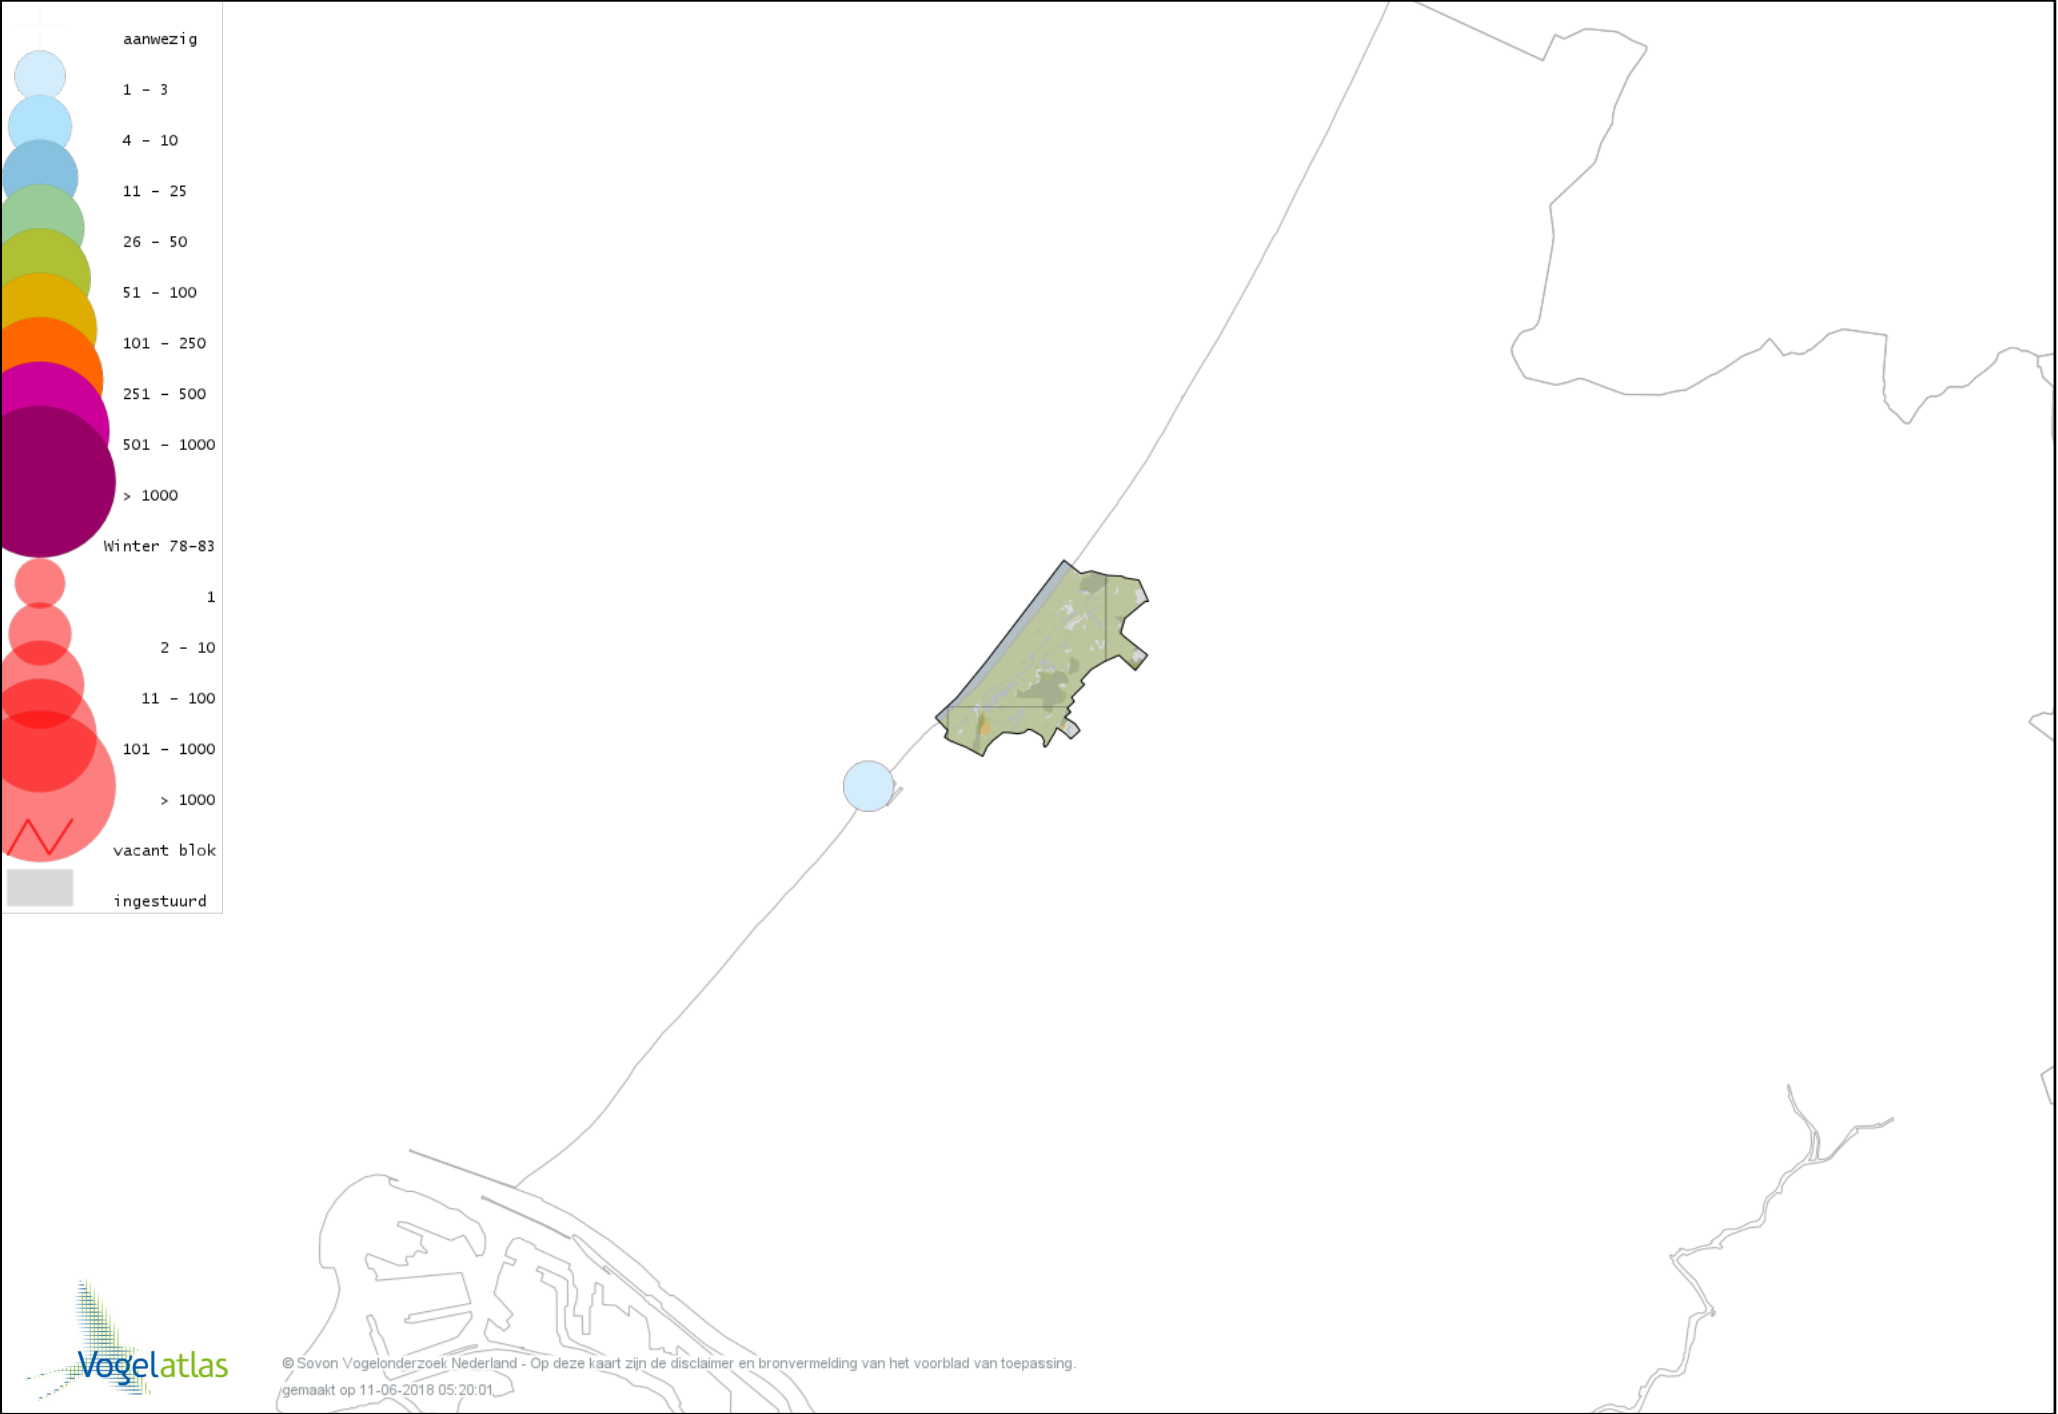 aanwezig
1 - 3
4 - 10
11 - 25
26 - 50
51 - 100
101 - 250
251 - 500
501 - 1000
> 1000
Winter 78-83
1
2 - 10
11 - 100
101 - 1000
> 1000
vacant blok
ingestuurd
Vogelatlas
© Sovon Vogelonderzoek Nederland - Op deze kaart zijn de disclaimer en bronvermelding van het voorblad van toepassing.
gemaakt op 11-06-2018 05:20:01